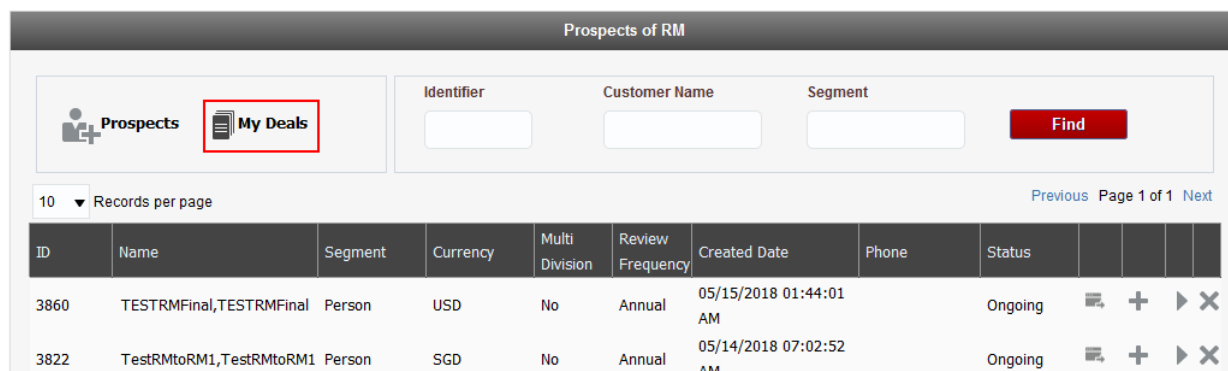 Prospects of RM
Prospects My Deals
Identifier Customer Name Segment
Find
10 Records per page
Previous Page 1 of 1 Next
ID Name Segment Currency Multi Division Review Frequency Created Date Phone Status
3860 TESTRMFinal,TESTRMFinal Person USD No Annual 05/15/2018 01:44:01 AM Ongoing
3822 TestRMtoRM1,TestRMtoRM1 Person SGD No Annual 05/14/2018 07:02:52 AM Ongoing